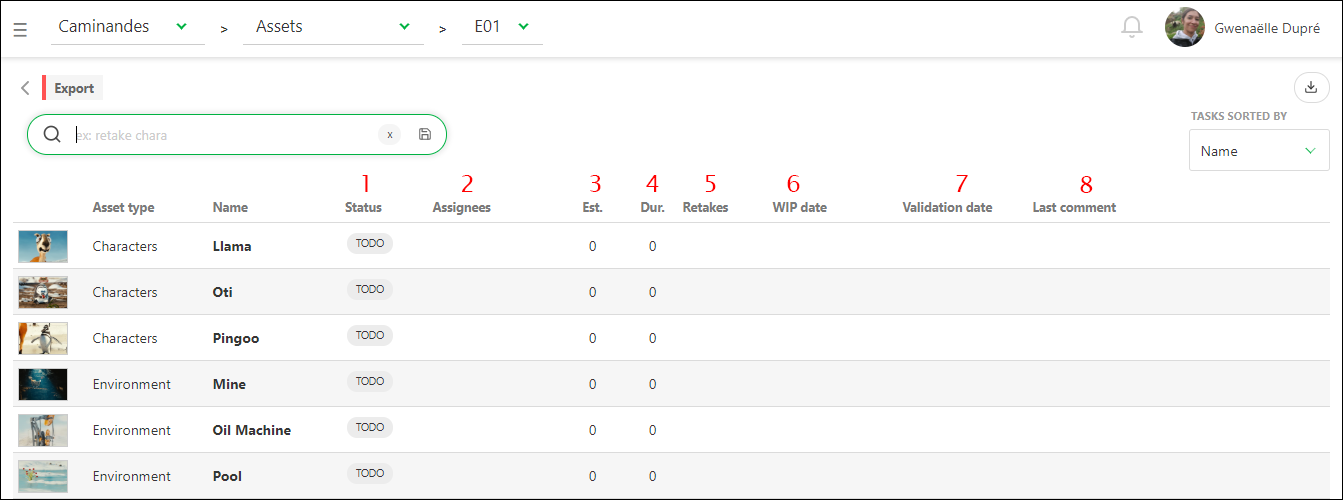 Caminandes > Assets > E01 Gwenaëlle Dupré
Export
ex: retake chara x
TASKS SORTED BY
Name
1 2 3 4 5 6 7 8
Asset type Name Status Assignees Est. Dur. Retakes WIP date Validation date Last comment
Characters Llama TODO 0 0
Characters Oti TODO 0 0
Characters Pingoo TODO 0 0
Environment Mine TODO 0 0
Environment Oil Machine TODO 0 0
Environment Pool TODO 0 0